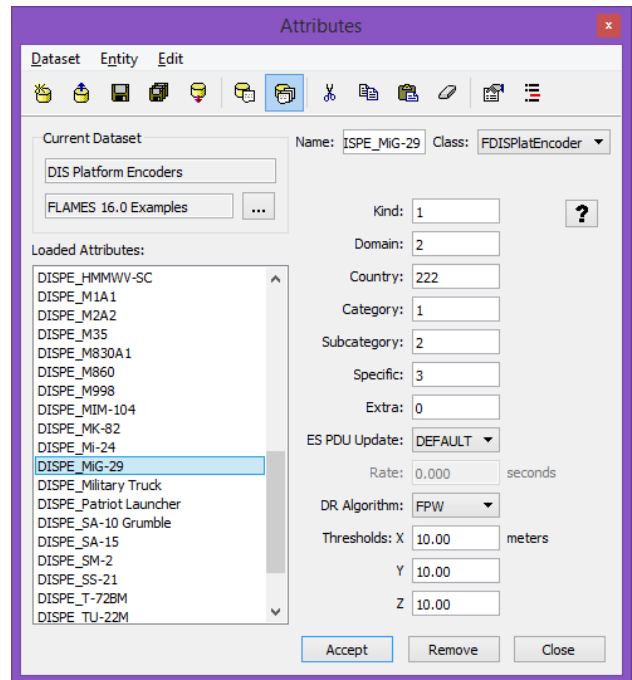 Attributes
x
Dataset Entity Edit
Current Dataset
DIS Platform Encoders
FLAMES 16.0 Examples ...
Loaded Attributes:
DISPE_HMMWV-SC
DISPE_M1A1
DISPE_M2A2
DISPE_M35
DISPE_M830A1
DISPE_M860
DISPE_M998
DISPE_MIM-104
DISPE_MK-82
DISPE_Mi-24
DISPE_MiG-29
DISPE_Military Truck
DISPE_Patriot Launcher
DISPE_SA-10 Grumble
DISPE_SA-15
DISPE_SM-2
DISPE_SS-21
DISPE_T-72BM
DISPE_TU-22M
Name: ISPE_MiG-29 Class: FDISPlatEncoder
Kind: 1 ?
Domain: 2
Country: 222
Category: 1
Subcategory: 2
Specific: 3
Extra: 0
ES PDU Update: DEFAULT
Rate: 0.000 seconds
DR Algorithm: FPW
Thresholds: X 10.00 meters
Y 10.00
Z 10.00
Accept Remove Close